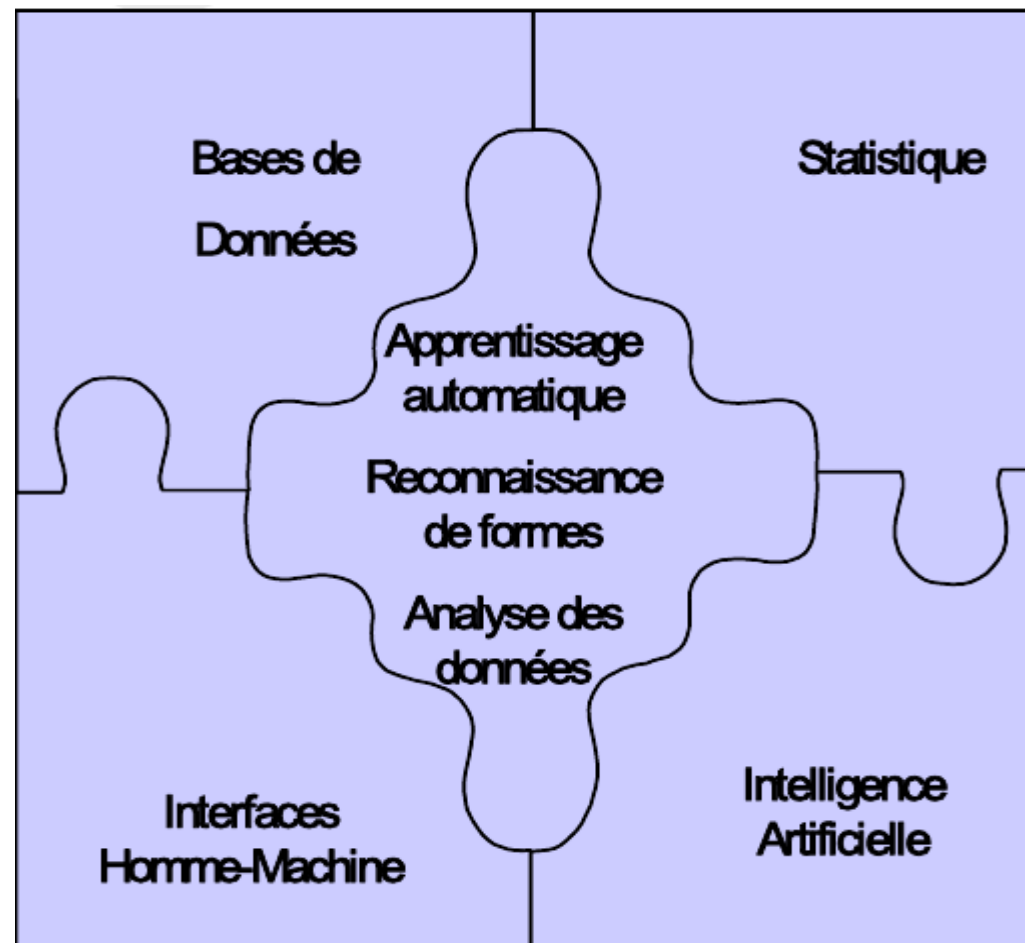 Bases de
Données
Statistique
Apprentissage
automatique
Reconnaissance
de formes
Analyse des
données
Interfaces
Homme-Machine
Intelligence
Artificielle